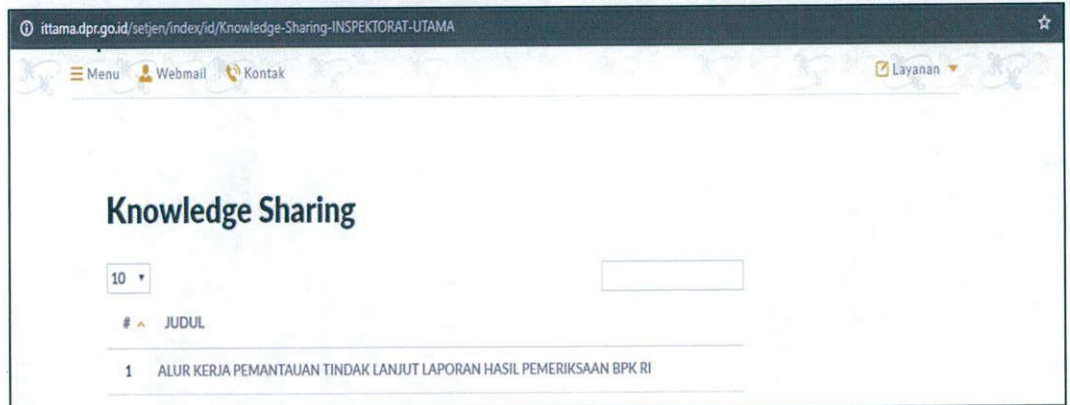 ittama.dpr.go.id/setjen/index/id/Knowledge-Sharing-INSPEKTORAT-UTAMA
Menu Webmail Kontak Layanan
Knowledge Sharing
10
# JUDUL
1 ALUR KERJA PEMANTAUAN TINDAK LANJUT LAPORAN HASIL PEMERIKSAAN BPK RI